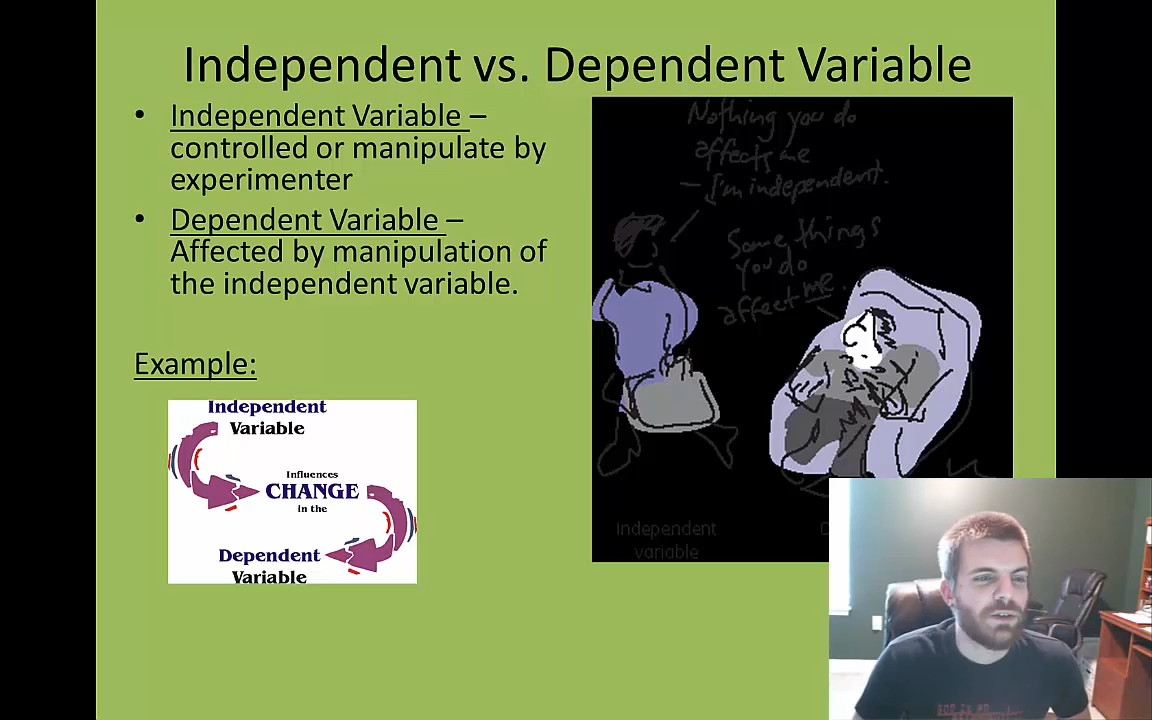 Independent vs. Dependent Variable
• Independent Variable –
controlled or manipulate by
experimenter
• Dependent Variable –
Affected by manipulation of
the independent variable.
Example:
Independent
Variable
Influences
CHANGE
in the
Dependent
Variable
Nothing you do
affects me
– I'm independent.
Some things
you do
affect me
Independent
variable